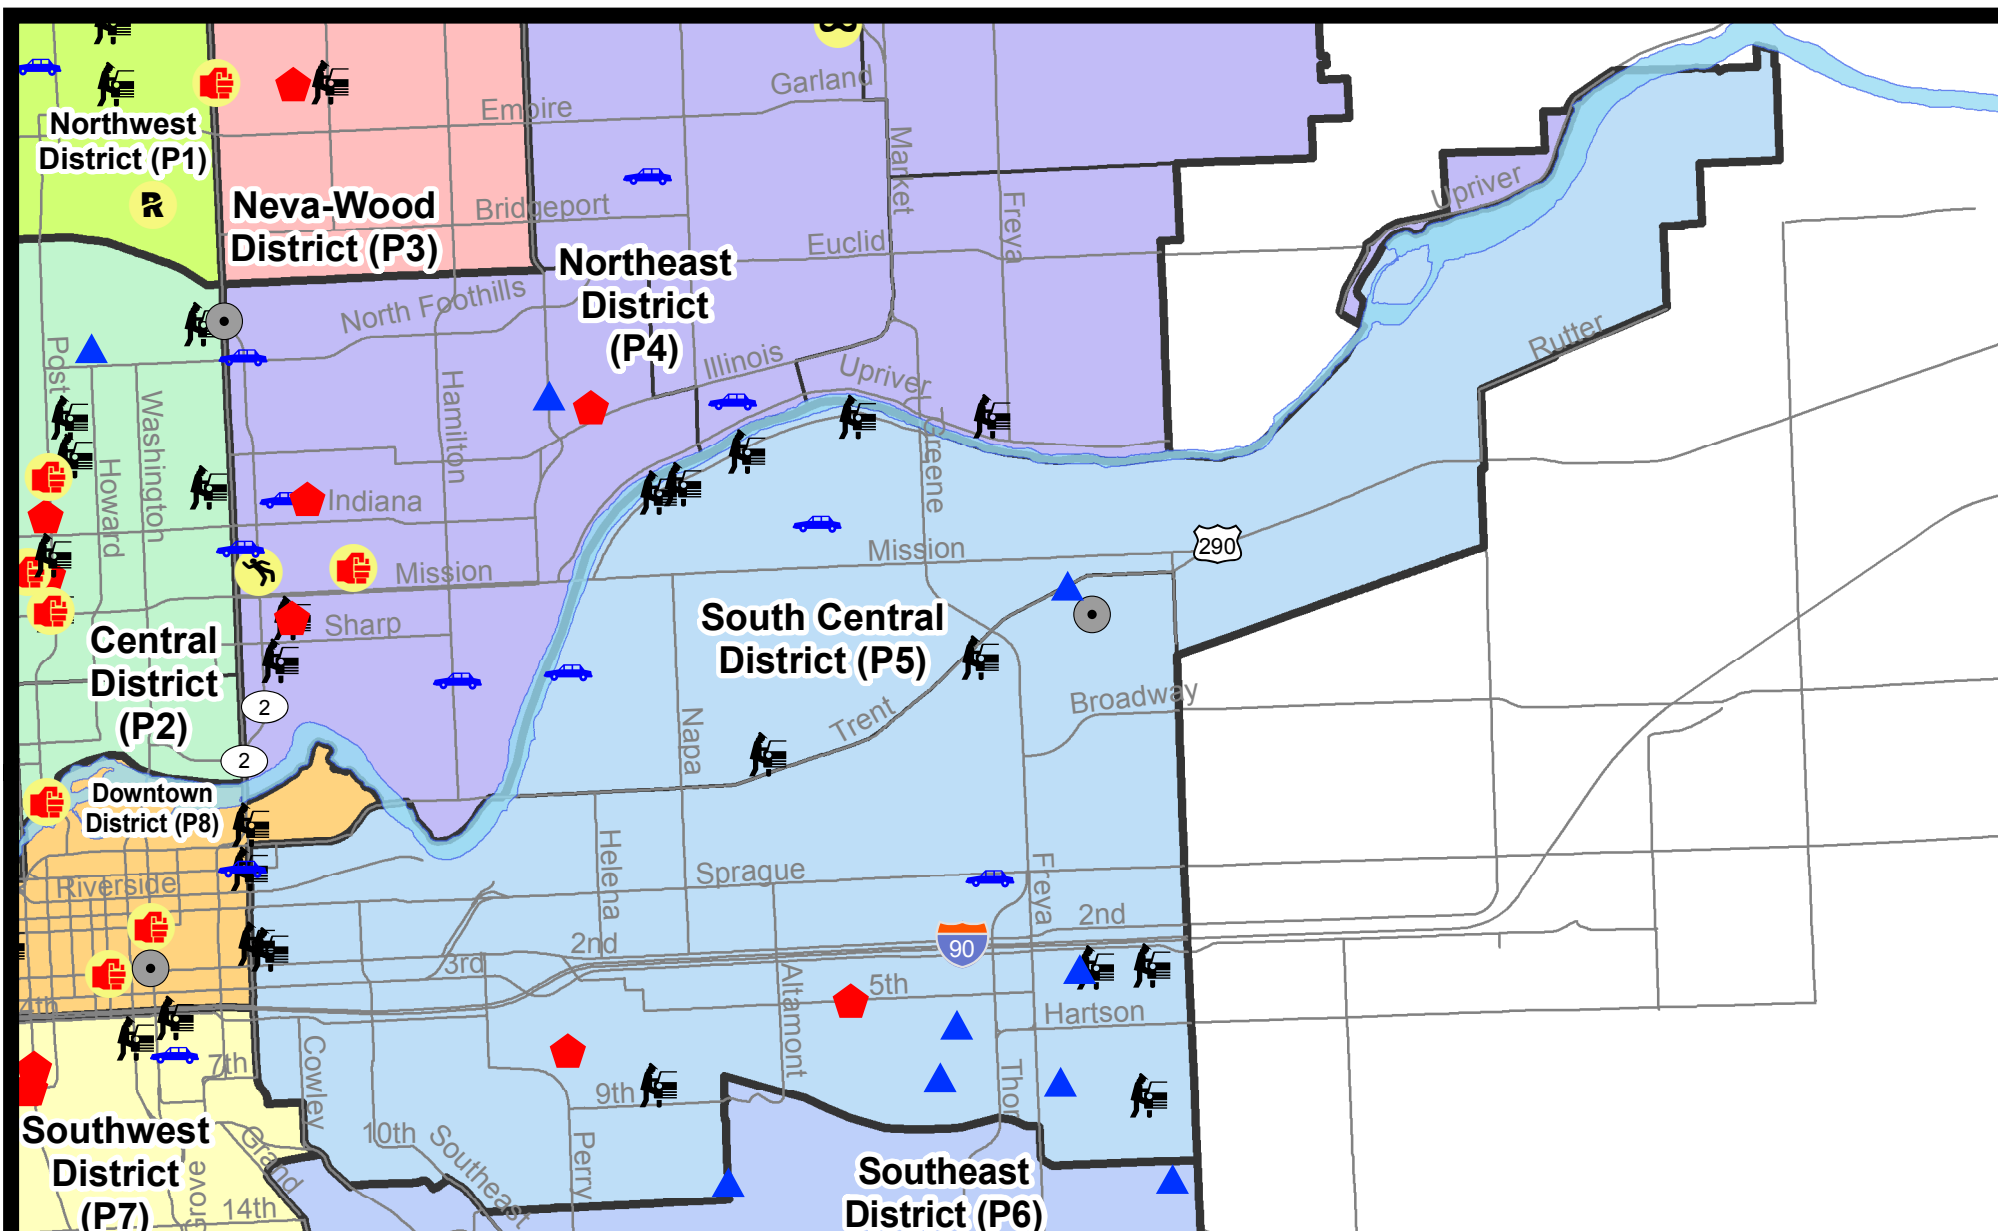 Garland
Empire
Northwest
District (P1)
Market
Upriver
R
Neva-Wood
District (P3)
Bridgeport
Freya
Euclid
Northeast
District
(P4)
North Foothills
Rutter
Post
Illinois
Upriver
Hamilton
Washington
Greene
Howard
Indiana
Mission
290
Mission
South Central
District (P5)
Sharp
Central
District
(P2)
2
Broadway
Trent
Napa
2
Downtown
District (P8)
Helena
Sprague
Freya
Riverside
2nd
2nd
90
3rd
Altamont
5th
4th
Hartson
Cowley
7th
Thor
9th
Southwest
District
(P7)
10th
Southeast
Perry
Grand
Grove
Southeast
District (P6)
14th